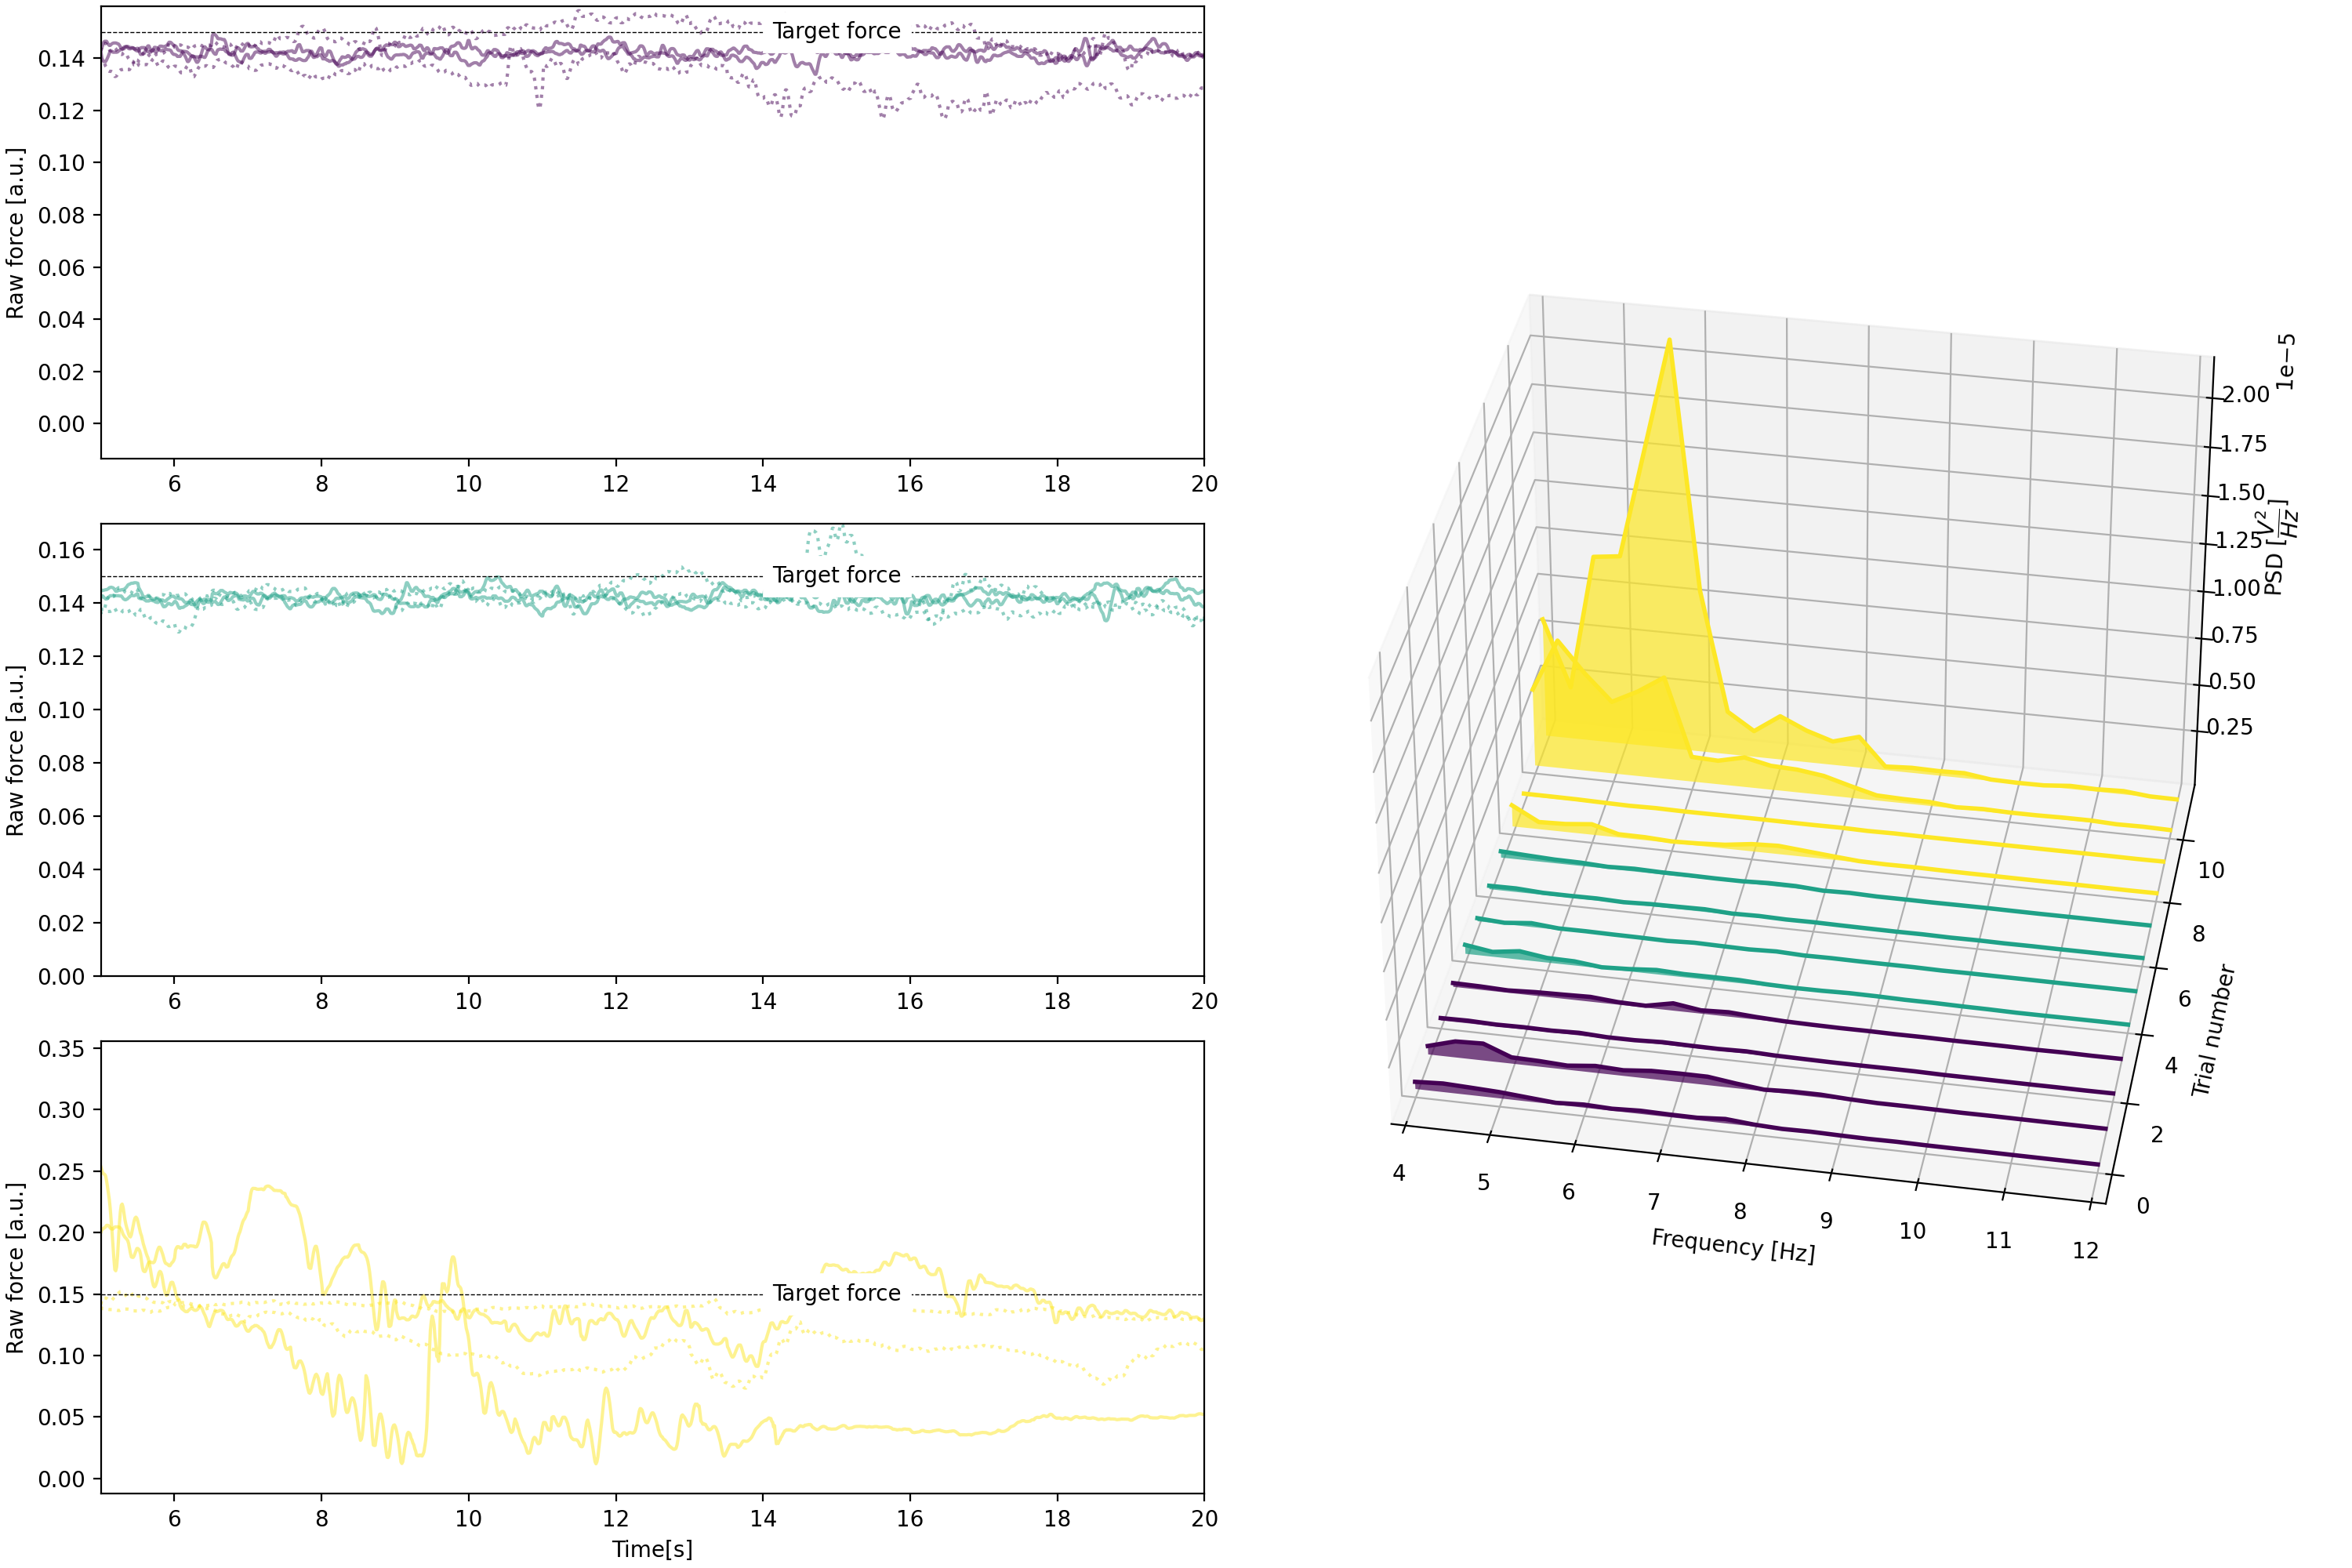 Raw force [a.u.]
0.14
0.12
0.10
0.08
0.06
0.04
0.02
0.00
Target force
6 8 10 12 14 16 18 20
Raw force [a.u.]
0.16
0.14
0.12
0.10
0.08
0.06
0.04
0.02
0.00
Target force
6 8 10 12 14 16 18 20
Raw force [a.u.]
0.35
0.30
0.25
0.20
0.15
0.10
0.05
0.00
Target force
6 8 10 12 14 16 18 20
Time[s]
1e−5
2.00
1.75
1.50
1.25
1.00
0.75
0.50
0.25
PSD [V²/Hz]
10
8
6
4
2
0
Trial number
4 5 6 7 8 9 10 11 12
Frequency [Hz]